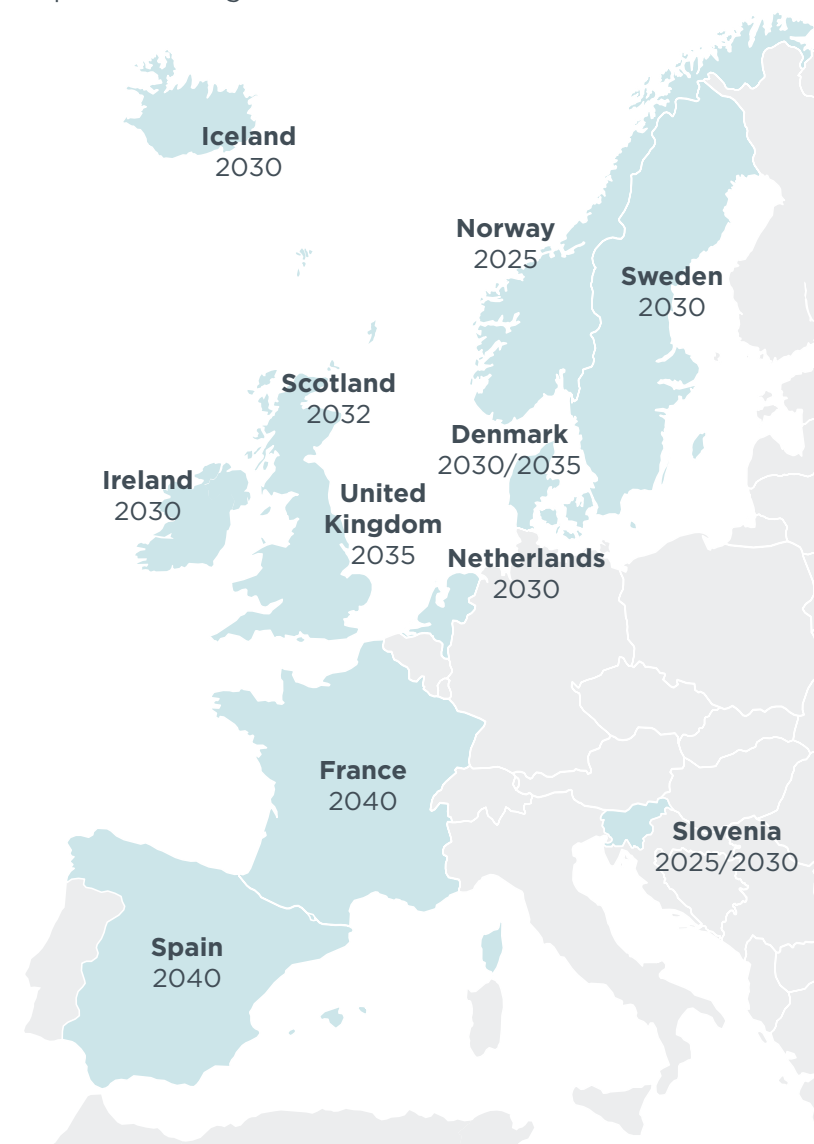 Iceland
2030
Norway
2025
Sweden
2030
Scotland
2032
Denmark
2030/2035
Ireland
2030
United
Kingdom
2035
Netherlands
2030
France
2040
Slovenia
2025/2030
Spain
2040